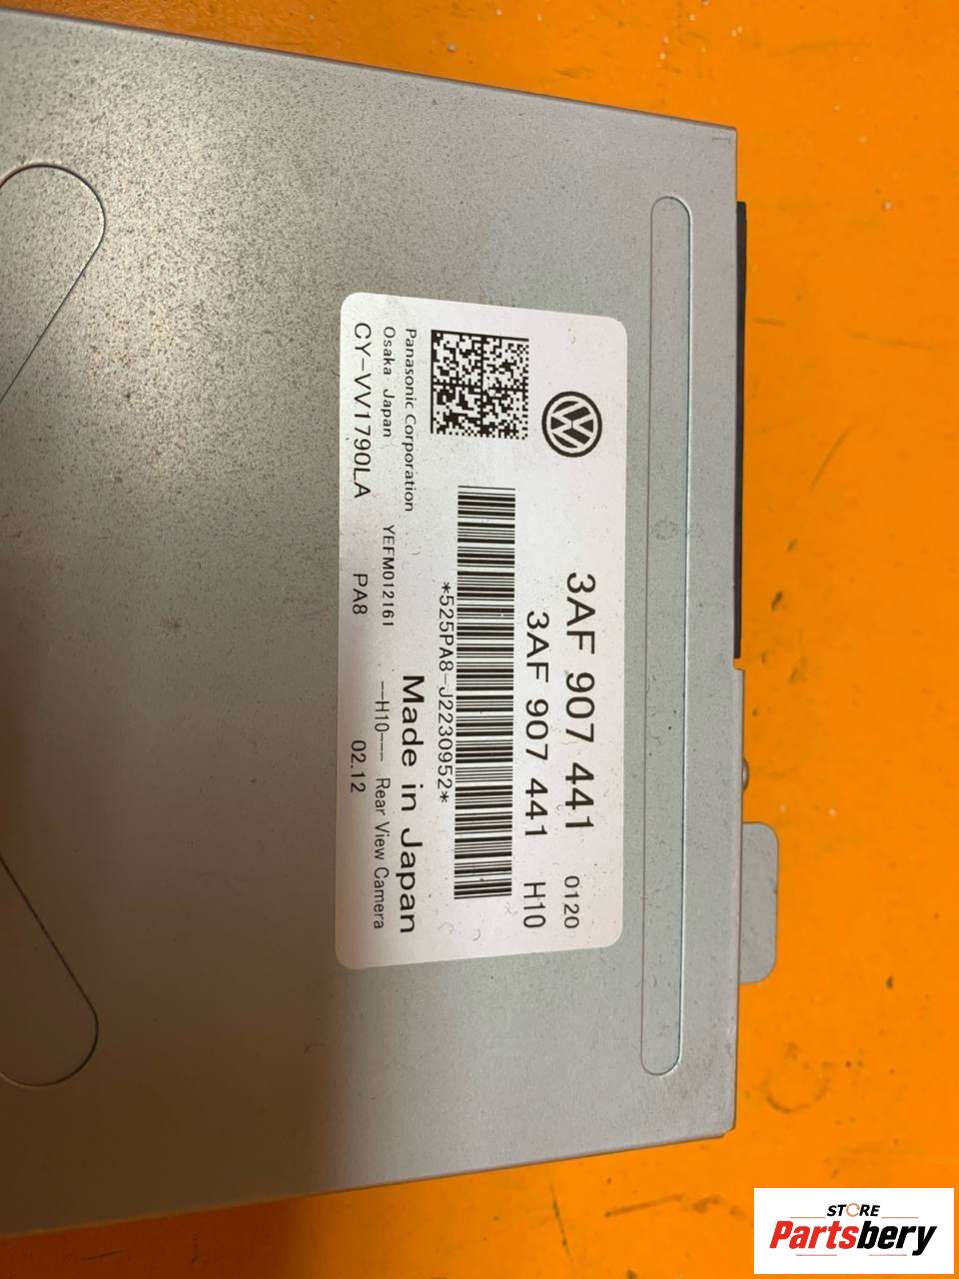 3AF 907 441 0120
3AF 907 441 H10
*525PA8-J2230952*
Panasonic Corporation
Made in Japan
Osaka Japan YEFM012161 —H10--- Rear View Camera
CY-VV1790LA PA8 02.12
STORE
Partsbery